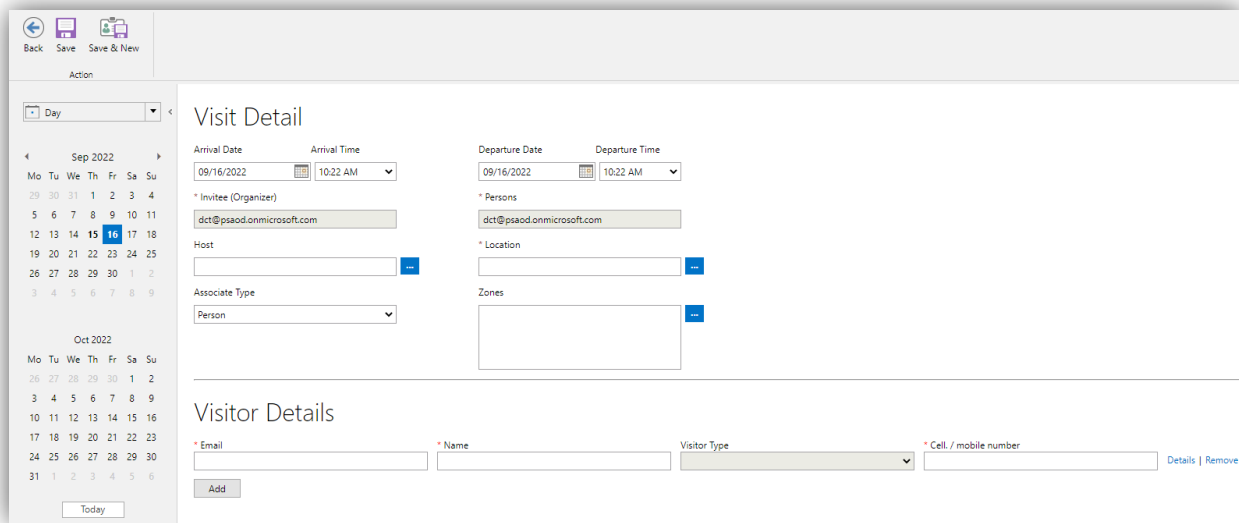 Back Save Save & New
Action
Day
Sep 2022
Mo Tu We Th Fr Sa Su
29 30 31 1 2 3 4
5 6 7 8 9 10 11
12 13 14 15 16 17 18
19 20 21 22 23 24 25
26 27 28 29 30 1 2
3 4 5 6 7 8 9
Oct 2022
Mo Tu We Th Fr Sa Su
26 27 28 29 30 1 2
3 4 5 6 7 8 9
10 11 12 13 14 15 16
17 18 19 20 21 22 23
24 25 26 27 28 29 30
31 1 2 3 4 5 6
Today
Visit Detail
Arrival Date Arrival Time Departure Date Departure Time
09/16/2022 10:22 AM 09/16/2022 10:22 AM
* Invitee (Organizer) * Persons
dct@psaod.onmicrosoft.com dct@psaod.onmicrosoft.com
Host * Location
... ...
Associate Type Zones
Person ...
Visitor Details
* Email * Name Visitor Type * Cell. / mobile number
Details | Remove
Add